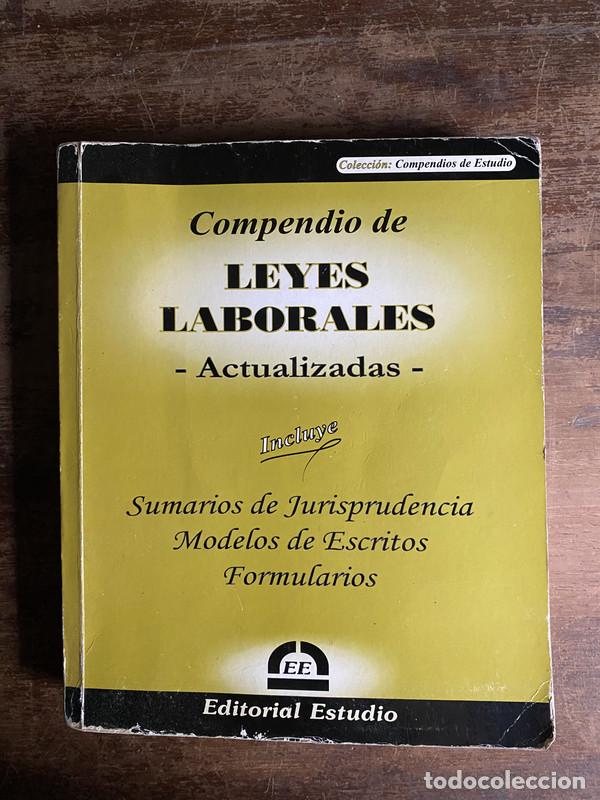 Colección: Compendios de Estudio
Compendio de
LEYES
LABORALES
- Actualizadas -
Incluye
Sumarios de Jurisprudencia
Modelos de Escritos
Formularios
EE
Editorial Estudio
todocoleccion